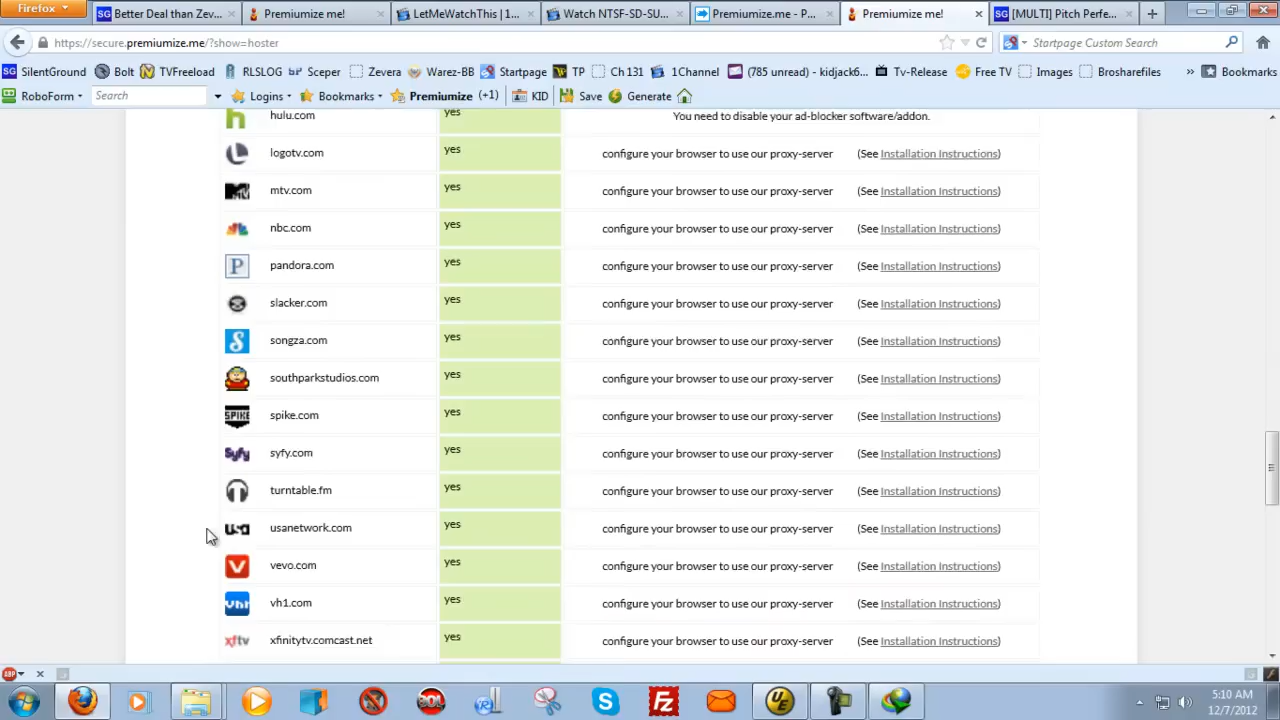 Firefox
Better Deal than Zev...
Premiumize me!
LetMeWatchThis | 1...
Watch NTSF-SD-SU...
Premiumize.me - P...
Premiumize me!
[MULTI] Pitch Perfe...
https://secure.premiumize.me/?show=hoster
Startpage Custom Search
SilentGround Bolt TVFreeload RLSLOG Sceper Zevera Warez-BB Startpage TP Ch 131 1Channel (785 unread) - kidjack6... Tv-Release Free TV Images Brosharefiles » Bookmarks
RoboForm Search Logins Bookmarks Premiumize (+1) KID Save Generate
hulu.com yes You need to disable your ad-blocker software/addon.
logotv.com yes configure your browser to use our proxy-server (See Installation Instructions)
mtv.com yes configure your browser to use our proxy-server (See Installation Instructions)
nbc.com yes configure your browser to use our proxy-server (See Installation Instructions)
pandora.com yes configure your browser to use our proxy-server (See Installation Instructions)
slacker.com yes configure your browser to use our proxy-server (See Installation Instructions)
songza.com yes configure your browser to use our proxy-server (See Installation Instructions)
southparkstudios.com yes configure your browser to use our proxy-server (See Installation Instructions)
spike.com yes configure your browser to use our proxy-server (See Installation Instructions)
syfy.com yes configure your browser to use our proxy-server (See Installation Instructions)
turntable.fm yes configure your browser to use our proxy-server (See Installation Instructions)
usanetwork.com yes configure your browser to use our proxy-server (See Installation Instructions)
vevo.com yes configure your browser to use our proxy-server (See Installation Instructions)
vh1.com yes configure your browser to use our proxy-server (See Installation Instructions)
xfinitytv.comcast.net yes configure your browser to use our proxy-server (See Installation Instructions)
5:10 AM
12/7/2012